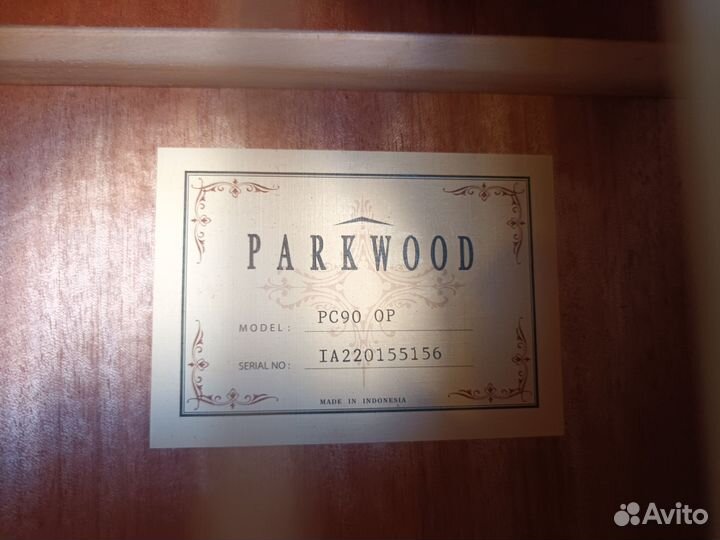 PARKWOOD
MODEL: PC90 OP
SERIAL NO: IA220155156
MADE IN INDONESIA
Avito